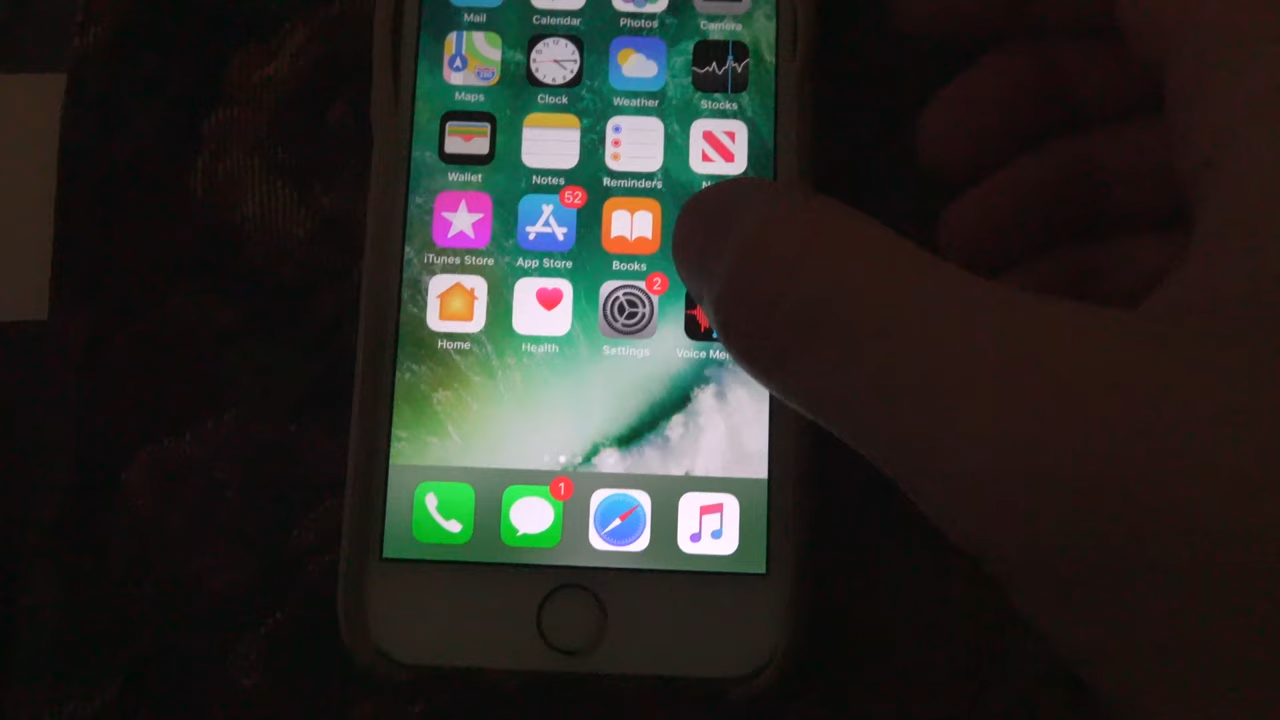 Mail Calendar Photos Camera
Maps Clock Weather Stocks
Wallet Notes Reminders
52
iTunes Store App Store Books
2
Home Health Settings Voice
1